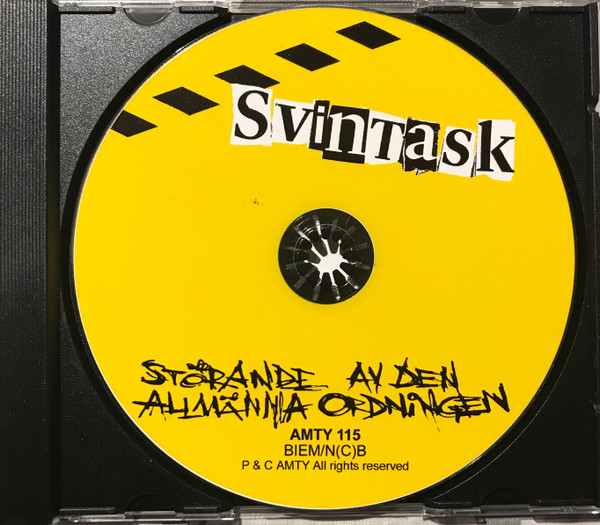 SvinTask
STÖRANDE AV DEN
ALLMÄNNA ORDNINGEN
AMTY 115
BIEM/N(C)B
P & C AMTY All rights reserved